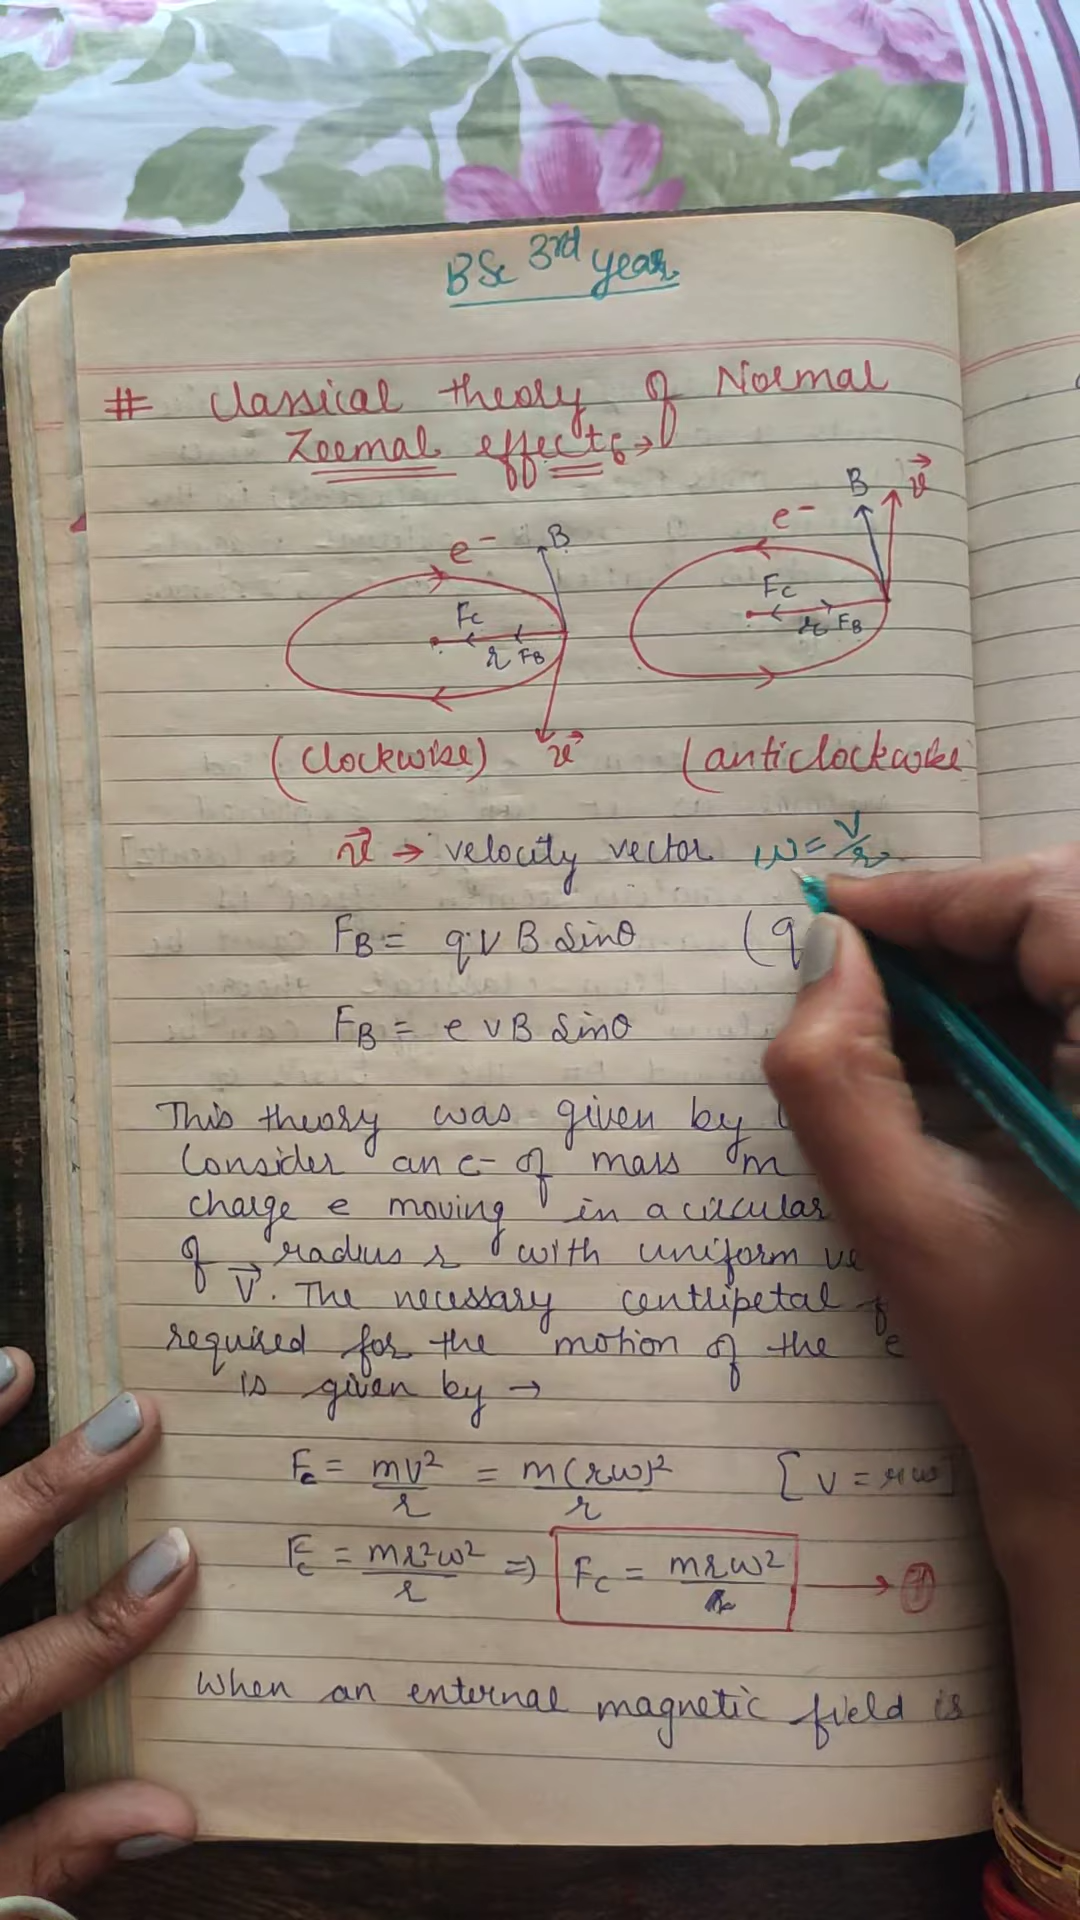 BSc 3rd year
# Classical theory of Normal
Zeemal effect :→
e⁻ B
Fc
r FB
(clockwise) v⃗
B v⃗
e⁻
Fc
r FB
(anticlockwise
v⃗ → velocity vector ω = v/r
FB = qvB Sinθ (q
FB = evB Sinθ
This theory was given by
Consider an e- of mass m
charge e moving in a circular
of radius r with uniform ve
V⃗. The necessary centripetal f
required for the motion of the e
is given by →
Fc = mv²/r = m(rω)²/r [v = rω]
Fc = mr²ω²/r ⇒ Fc = mrω² →
When an enternal magnetic field is